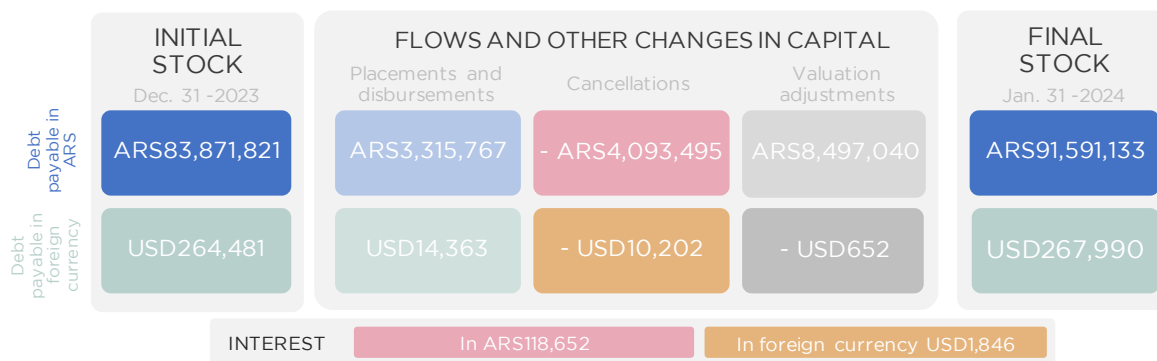 INITIAL
STOCK
Dec. 31 -2023
FLOWS AND OTHER CHANGES IN CAPITAL
Placements and
disbursements
Cancellations
Valuation
adjustments
FINAL
STOCK
Jan. 31 -2024
Debt
payable in
ARS
ARS83,871,821
ARS3,315,767
- ARS4,093,495
ARS8,497,040
ARS91,591,133
Debt
payable in
foreign
currency
USD264,481
USD14,363
- USD10,202
- USD652
USD267,990
INTEREST
In ARS118,652
In foreign currency USD1,846